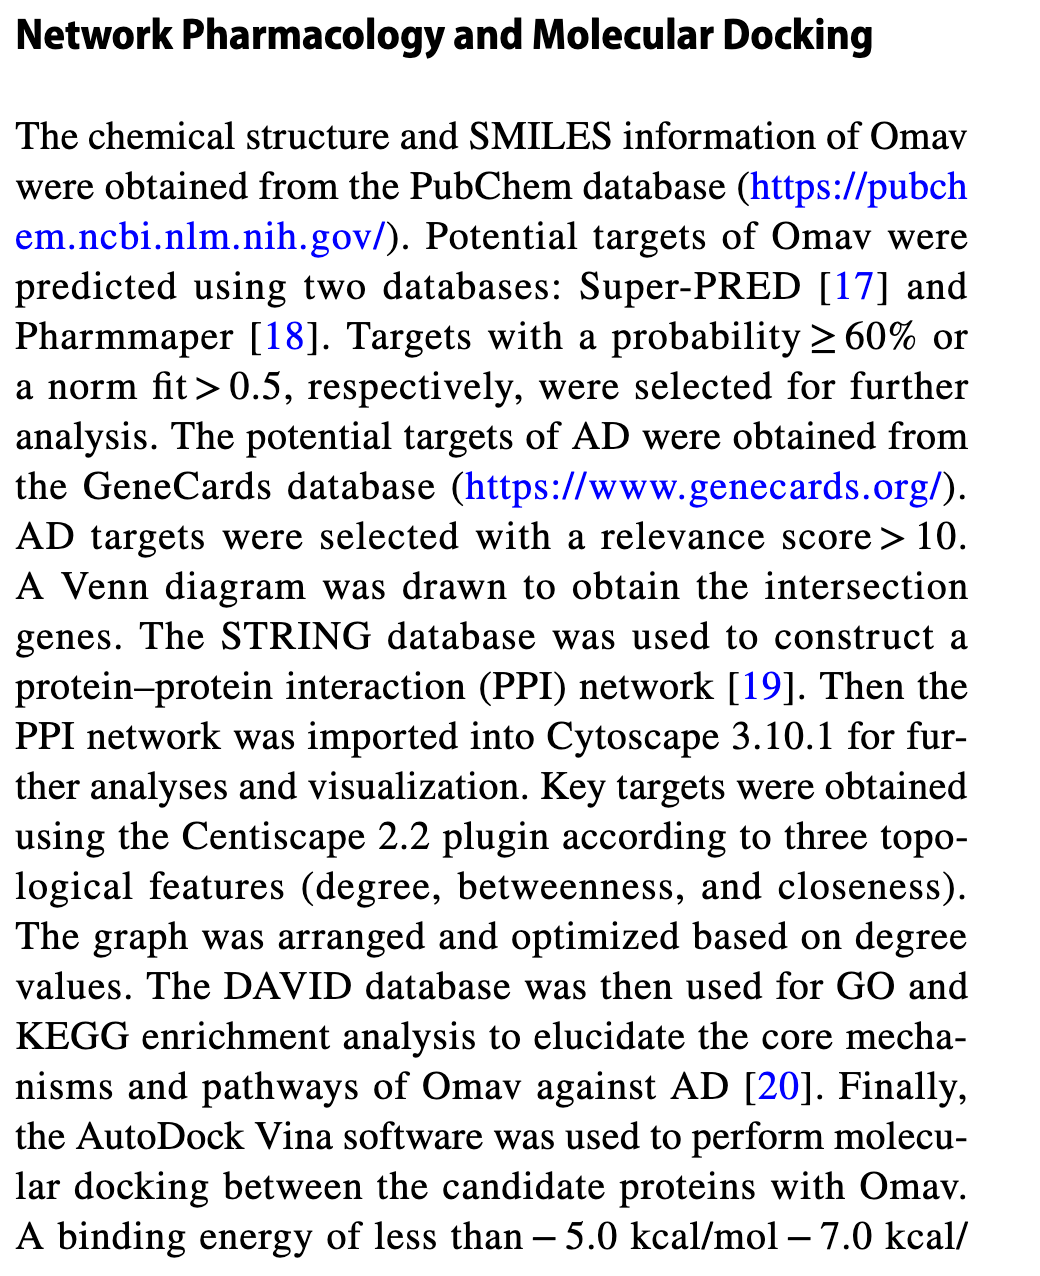 Network Pharmacology and Molecular Docking
The chemical structure and SMILES information of Omav
were obtained from the PubChem database (https://pubch
em.ncbi.nlm.nih.gov/). Potential targets of Omav were
predicted using two databases: Super-PRED [17] and
Pharmmaper [18]. Targets with a probability ≥ 60% or
a norm fit > 0.5, respectively, were selected for further
analysis. The potential targets of AD were obtained from
the GeneCards database (https://www.genecards.org/).
AD targets were selected with a relevance score > 10.
A Venn diagram was drawn to obtain the intersection
genes. The STRING database was used to construct a
protein–protein interaction (PPI) network [19]. Then the
PPI network was imported into Cytoscape 3.10.1 for fur-
ther analyses and visualization. Key targets were obtained
using the Centiscape 2.2 plugin according to three topo-
logical features (degree, betweenness, and closeness).
The graph was arranged and optimized based on degree
values. The DAVID database was then used for GO and
KEGG enrichment analysis to elucidate the core mecha-
nisms and pathways of Omav against AD [20]. Finally,
the AutoDock Vina software was used to perform molecu-
lar docking between the candidate proteins with Omav.
A binding energy of less than − 5.0 kcal/mol − 7.0 kcal/